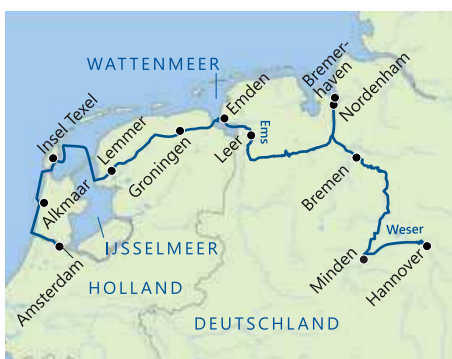 WATTENMEER
Bremer-
haven
Nordenham
Emden
Insel Texel
Lemmer
Groningen
Leer
Ems
Bremen
Alkmaar
IJSSELMEER
Weser
Amsterdam
Minden
Hannover
HOLLAND
DEUTSCHLAND